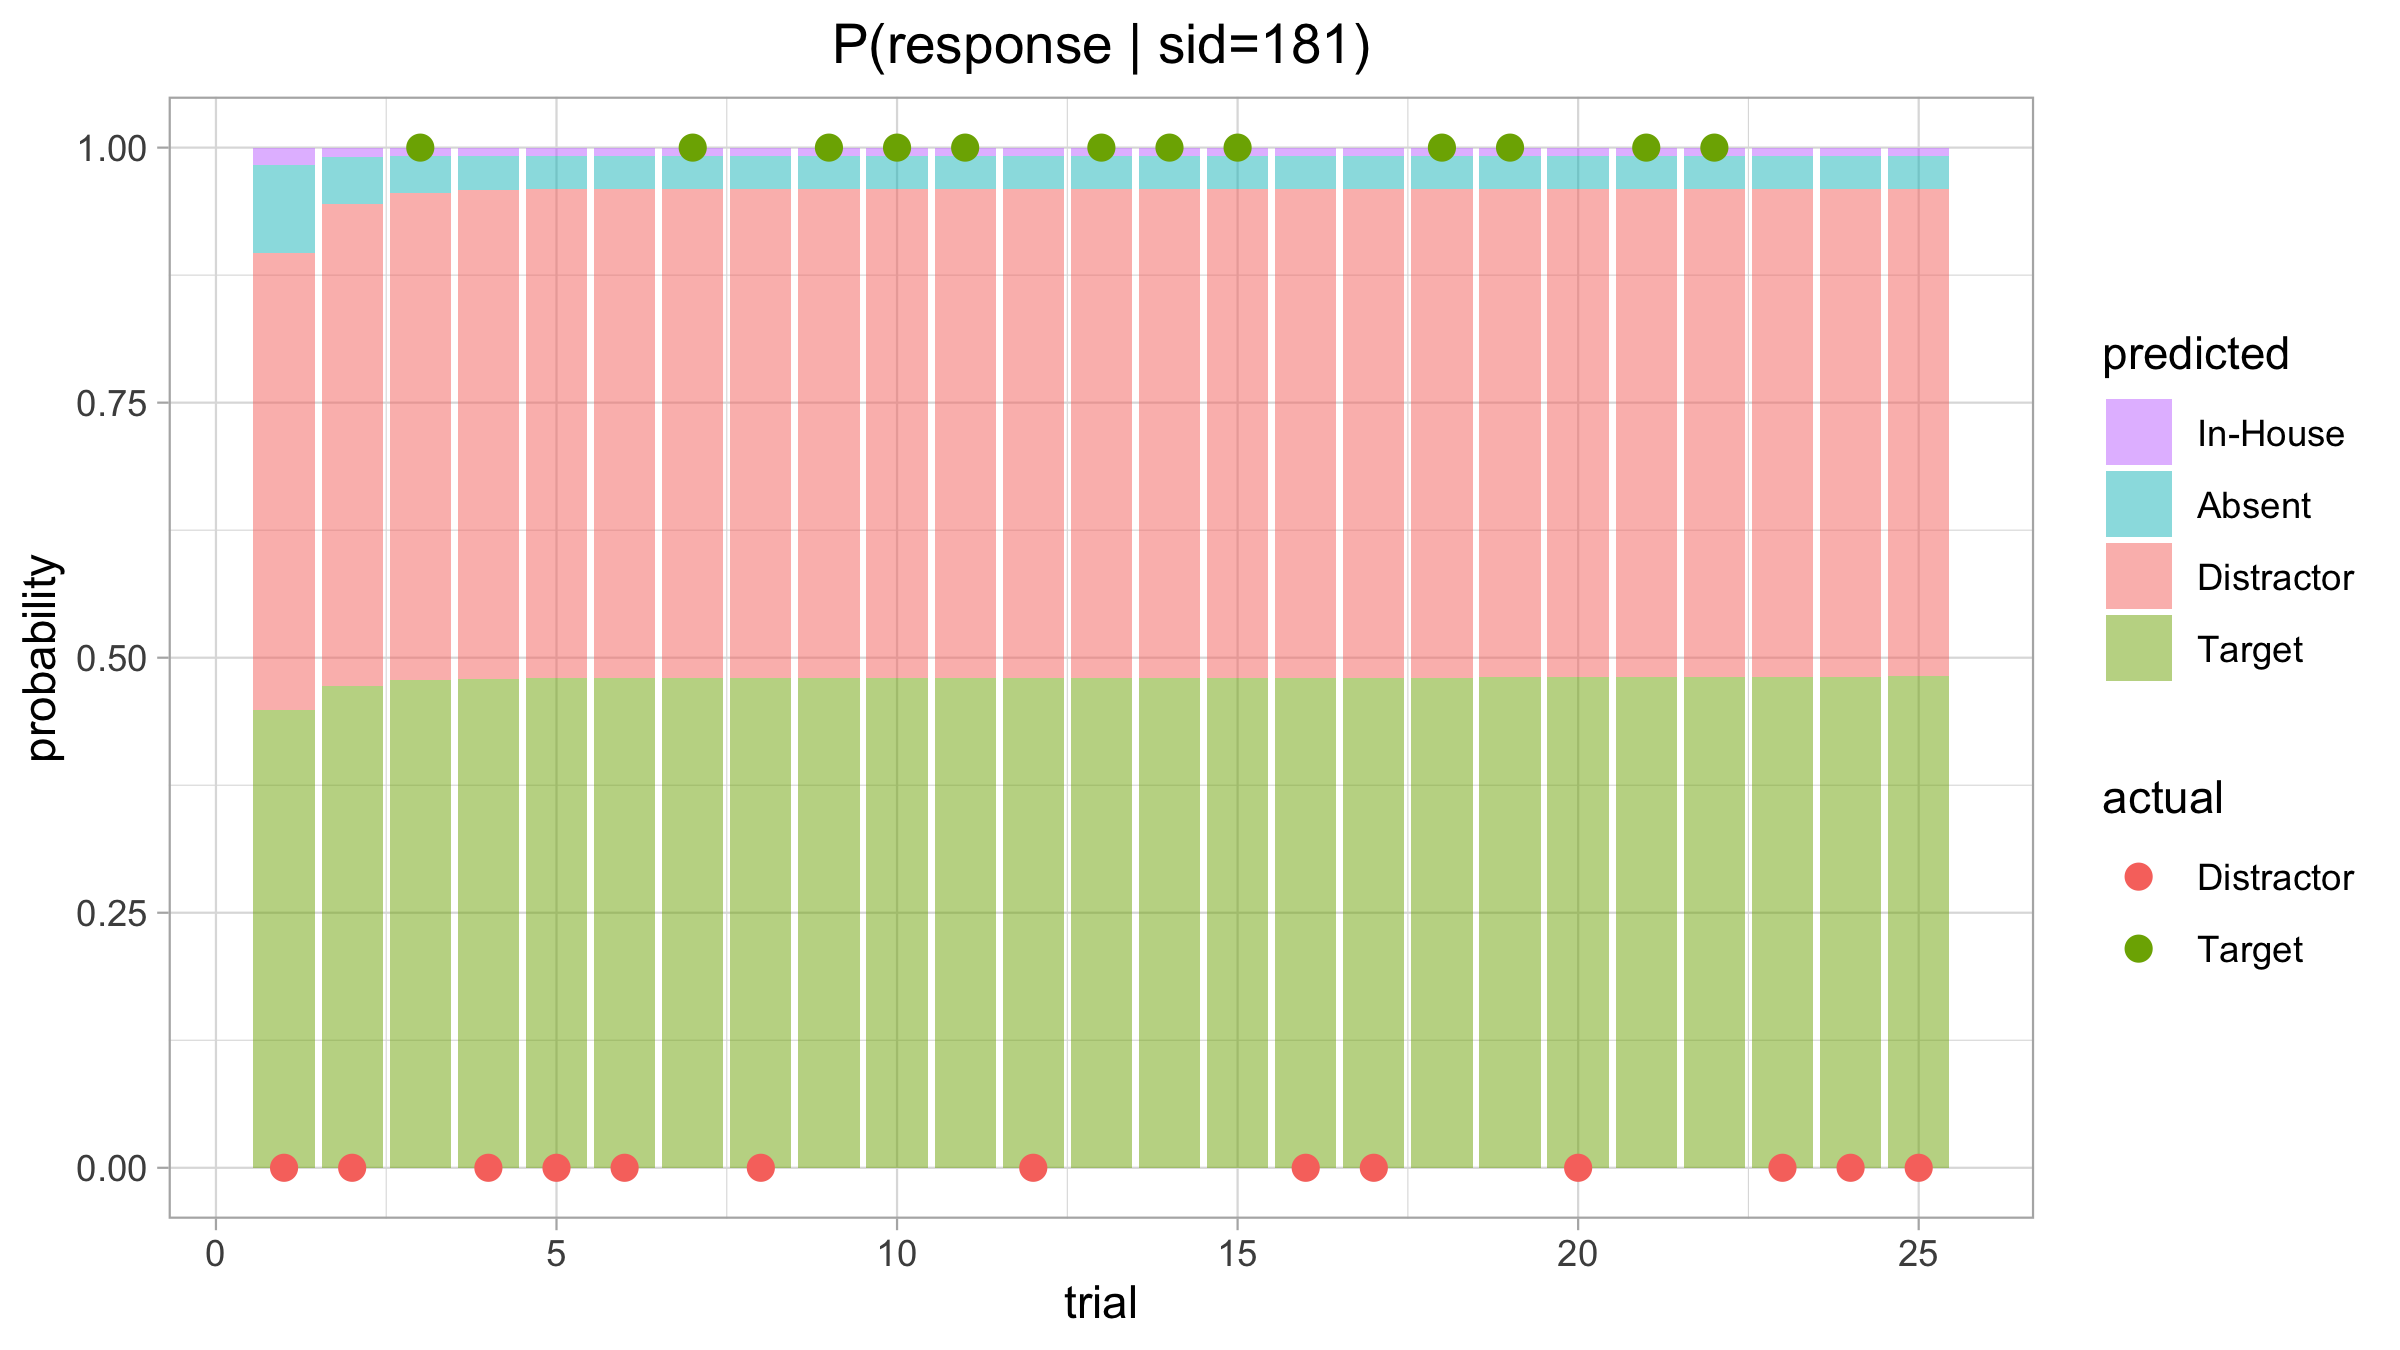 P(response | sid=181)
1.00
0.75
0.50
0.25
0.00
probability
0 5 10 15 20 25
trial
predicted
In-House
Absent
Distractor
Target
actual
Distractor
Target